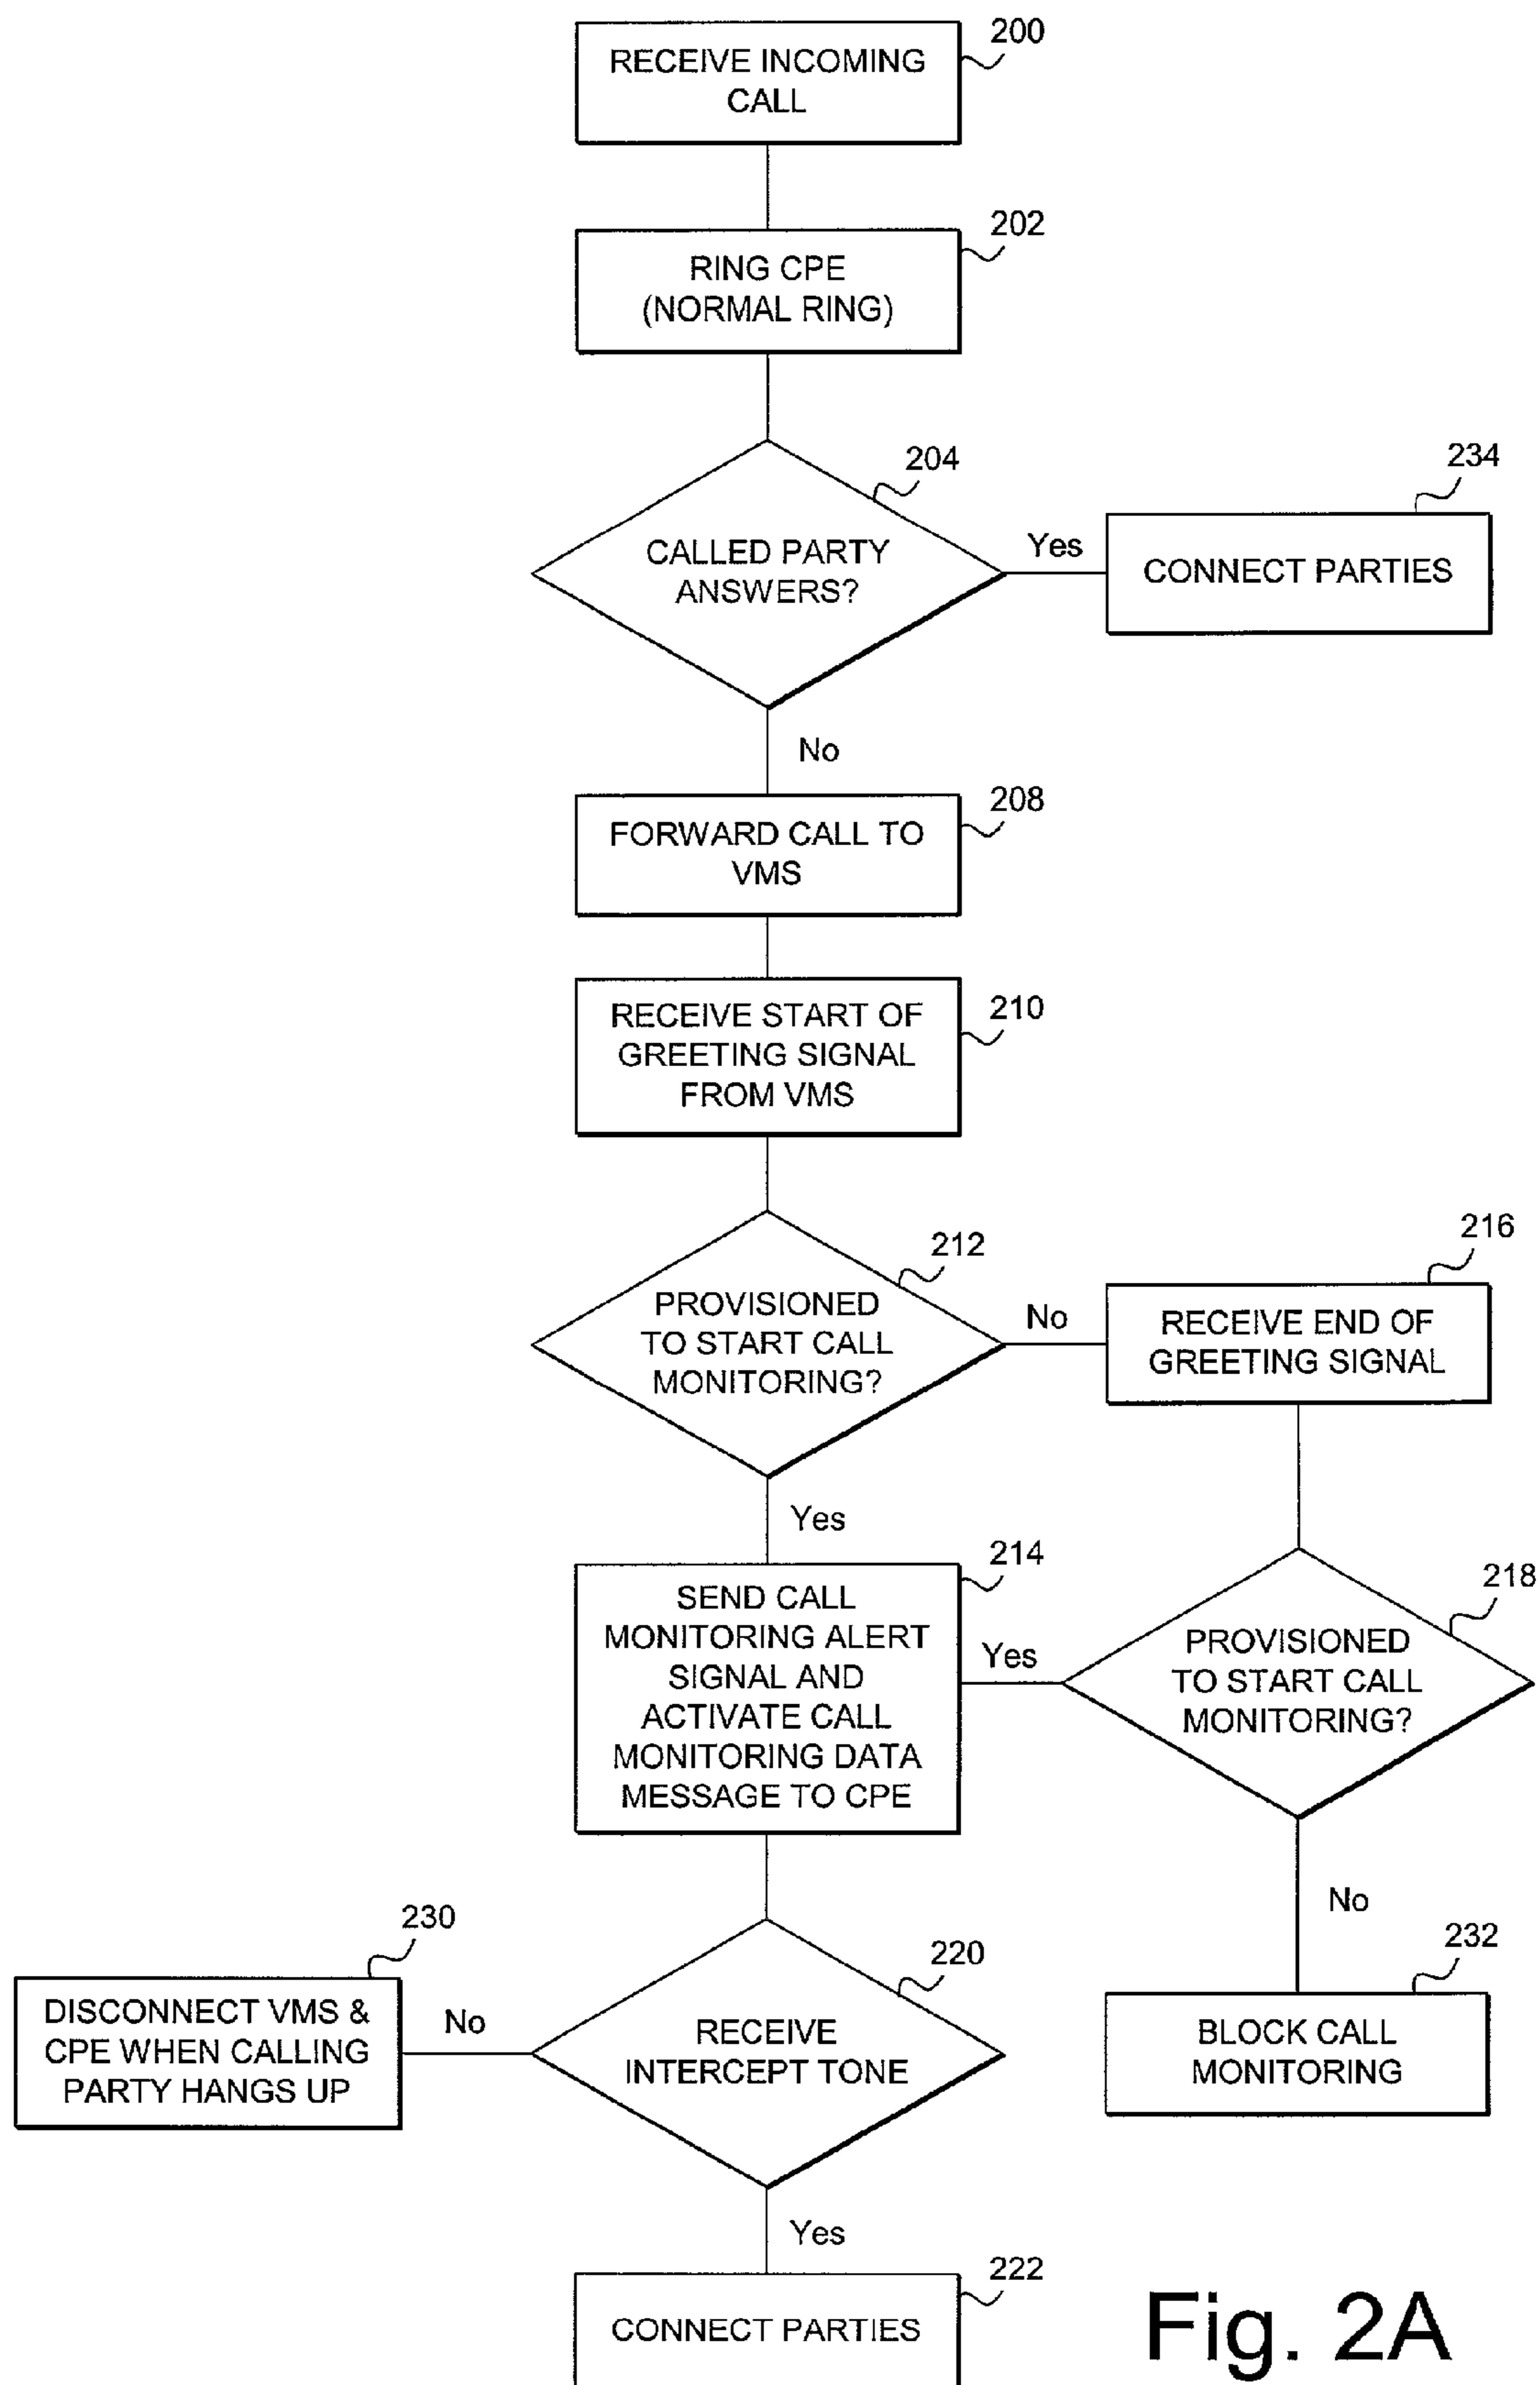 200
RECEIVE INCOMING
CALL
202
RING CPE
(NORMAL RING)
204
CALLED PARTY
ANSWERS?
Yes
234
CONNECT PARTIES
No
208
FORWARD CALL TO
VMS
210
RECEIVE START OF
GREETING SIGNAL
FROM VMS
212
PROVISIONED
TO START CALL
MONITORING?
No
216
RECEIVE END OF
GREETING SIGNAL
Yes
214
SEND CALL
MONITORING ALERT
SIGNAL AND
ACTIVATE CALL
MONITORING DATA
MESSAGE TO CPE
Yes
218
PROVISIONED
TO START CALL
MONITORING?
No
232
BLOCK CALL
MONITORING
220
RECEIVE
INTERCEPT TONE
No
230
DISCONNECT VMS &
CPE WHEN CALLING
PARTY HANGS UP
Yes
222
CONNECT PARTIES
Fig. 2A